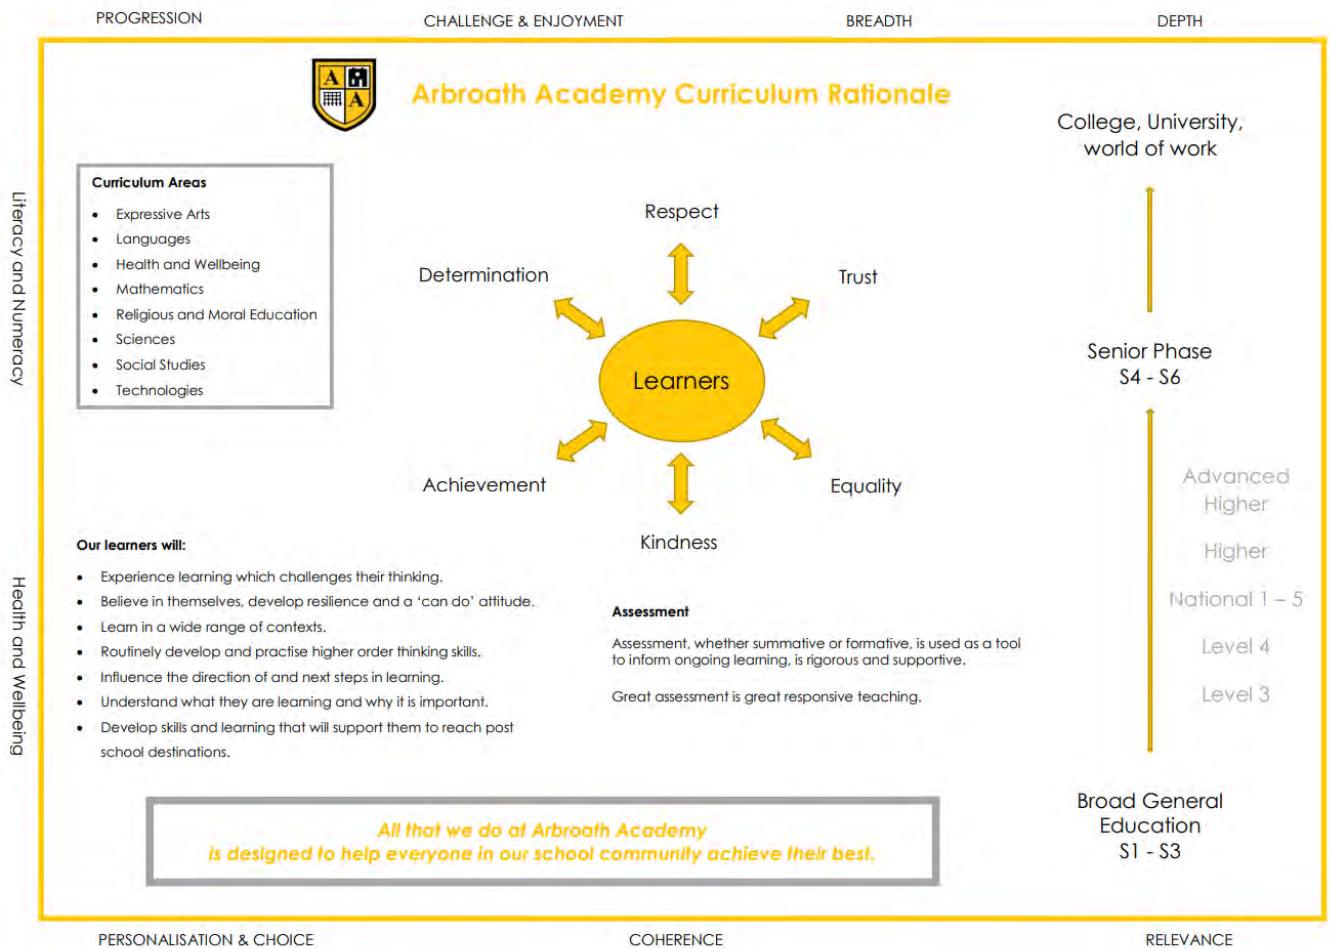 PROGRESSION
CHALLENGE & ENJOYMENT
BREADTH
DEPTH
A
A
Arbroath Academy Curriculum Rationale
College, University,
world of work
Literacy and Numeracy
Health and Wellbeing
Curriculum Areas
• Expressive Arts
• Languages
• Health and Wellbeing
• Mathematics
• Religious and Moral Education
• Sciences
• Social Studies
• Technologies
Respect
Determination
Trust
Learners
Achievement
Equality
Kindness
Senior Phase
S4 - S6
Advanced
Higher
Higher
National 1 – 5
Level 4
Level 3
Broad General
Education
S1 - S3
Our learners will:
• Experience learning which challenges their thinking.
• Believe in themselves, develop resilience and a ‘can do’ attitude.
• Learn in a wide range of contexts.
• Routinely develop and practise higher order thinking skills.
• Influence the direction of and next steps in learning.
• Understand what they are learning and why it is important.
• Develop skills and learning that will support them to reach post
school destinations.
Assessment
Assessment, whether summative or formative, is used as a tool
to inform ongoing learning, is rigorous and supportive.
Great assessment is great responsive teaching.
All that we do at Arbroath Academy
is designed to help everyone in our school community achieve their best.
PERSONALISATION & CHOICE
COHERENCE
RELEVANCE